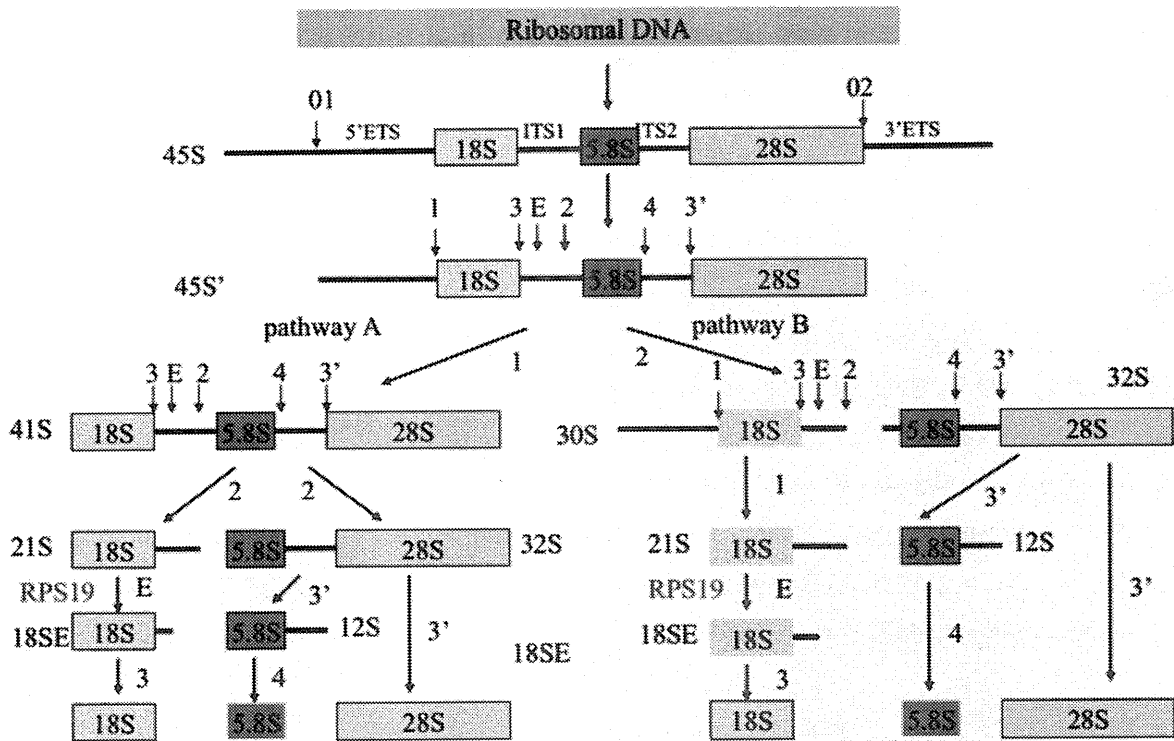 Ribosomal DNA
01 02
5'ETS ITS1 ITS2 3'ETS
45S 18S 5.8S 28S
1 3 E 2 4 3'
45S' 18S 5.8S 28S
pathway A pathway B
1 2
3 E 2 4 3' 1 3 E 2 4 3' 32S
41S 18S 5.8S 28S 30S 18S 5.8S 28S
2 2 1 3'
21S 18S 5.8S 28S 32S 21S 18S 5.8S 12S
RPS19 E 3' RPS19 E 3'
18SE 18S 5.8S 12S 3' 18SE 18SE 18S 4
3 4 3
18S 5.8S 28S 18S 5.8S 28S